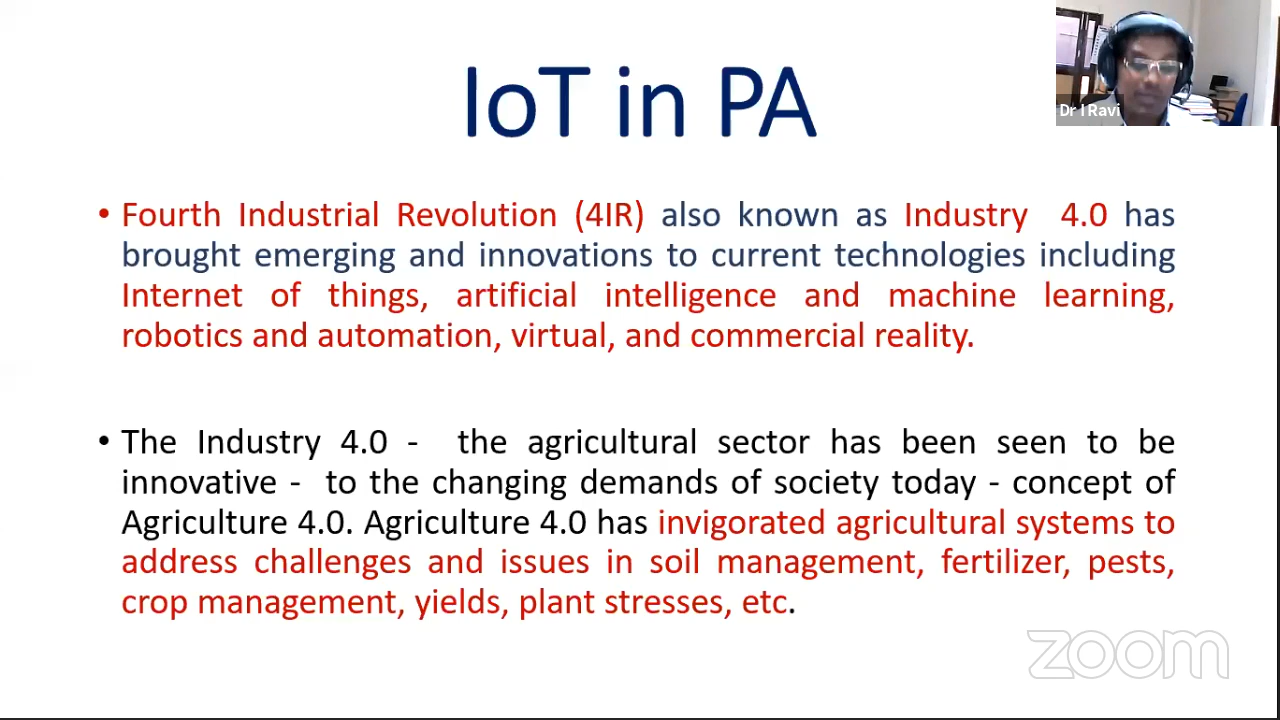 IoT in PA
Dr I Ravi
• Fourth Industrial Revolution (4IR) also known as Industry 4.0 has
brought emerging and innovations to current technologies including
Internet of things, artificial intelligence and machine learning,
robotics and automation, virtual, and commercial reality.
• The Industry 4.0 - the agricultural sector has been seen to be
innovative - to the changing demands of society today - concept of
Agriculture 4.0. Agriculture 4.0 has invigorated agricultural systems to
address challenges and issues in soil management, fertilizer, pests,
crop management, yields, plant stresses, etc.
zoom